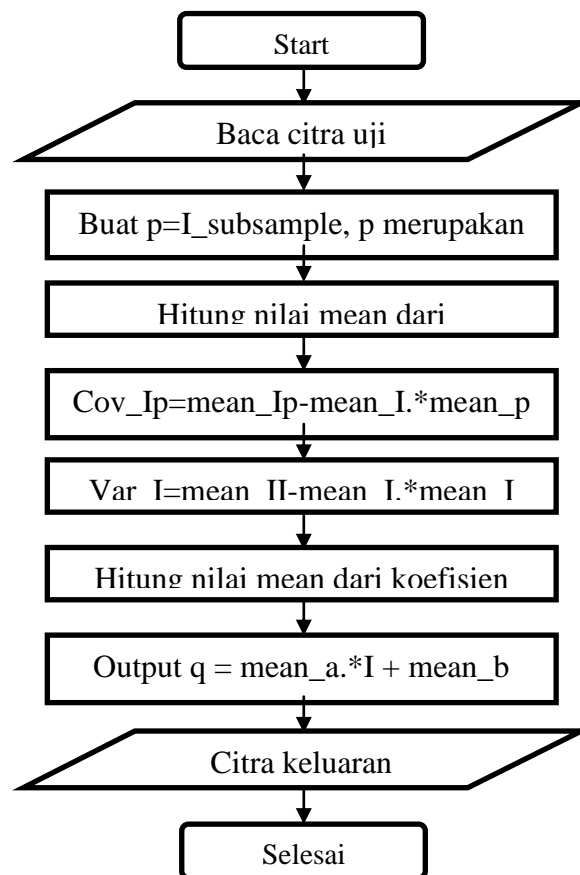 Start
Baca citra uji
Buat p=I_subsample, p merupakan
Hitung nilai mean dari
Cov_Ip=mean_Ip-mean_I.*mean_p
Var_I=mean_II-mean_I.*mean_I
Hitung nilai mean dari koefisien
Output q = mean_a.*I + mean_b
Citra keluaran
Selesai